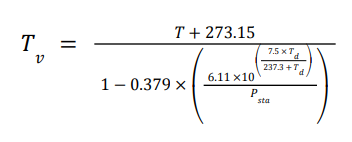 T_v = (T + 273.15) / (1 − 0.379 × (6.11 ×10^((7.5 × T_d) / (237.3 + T_d)) / P_sta))